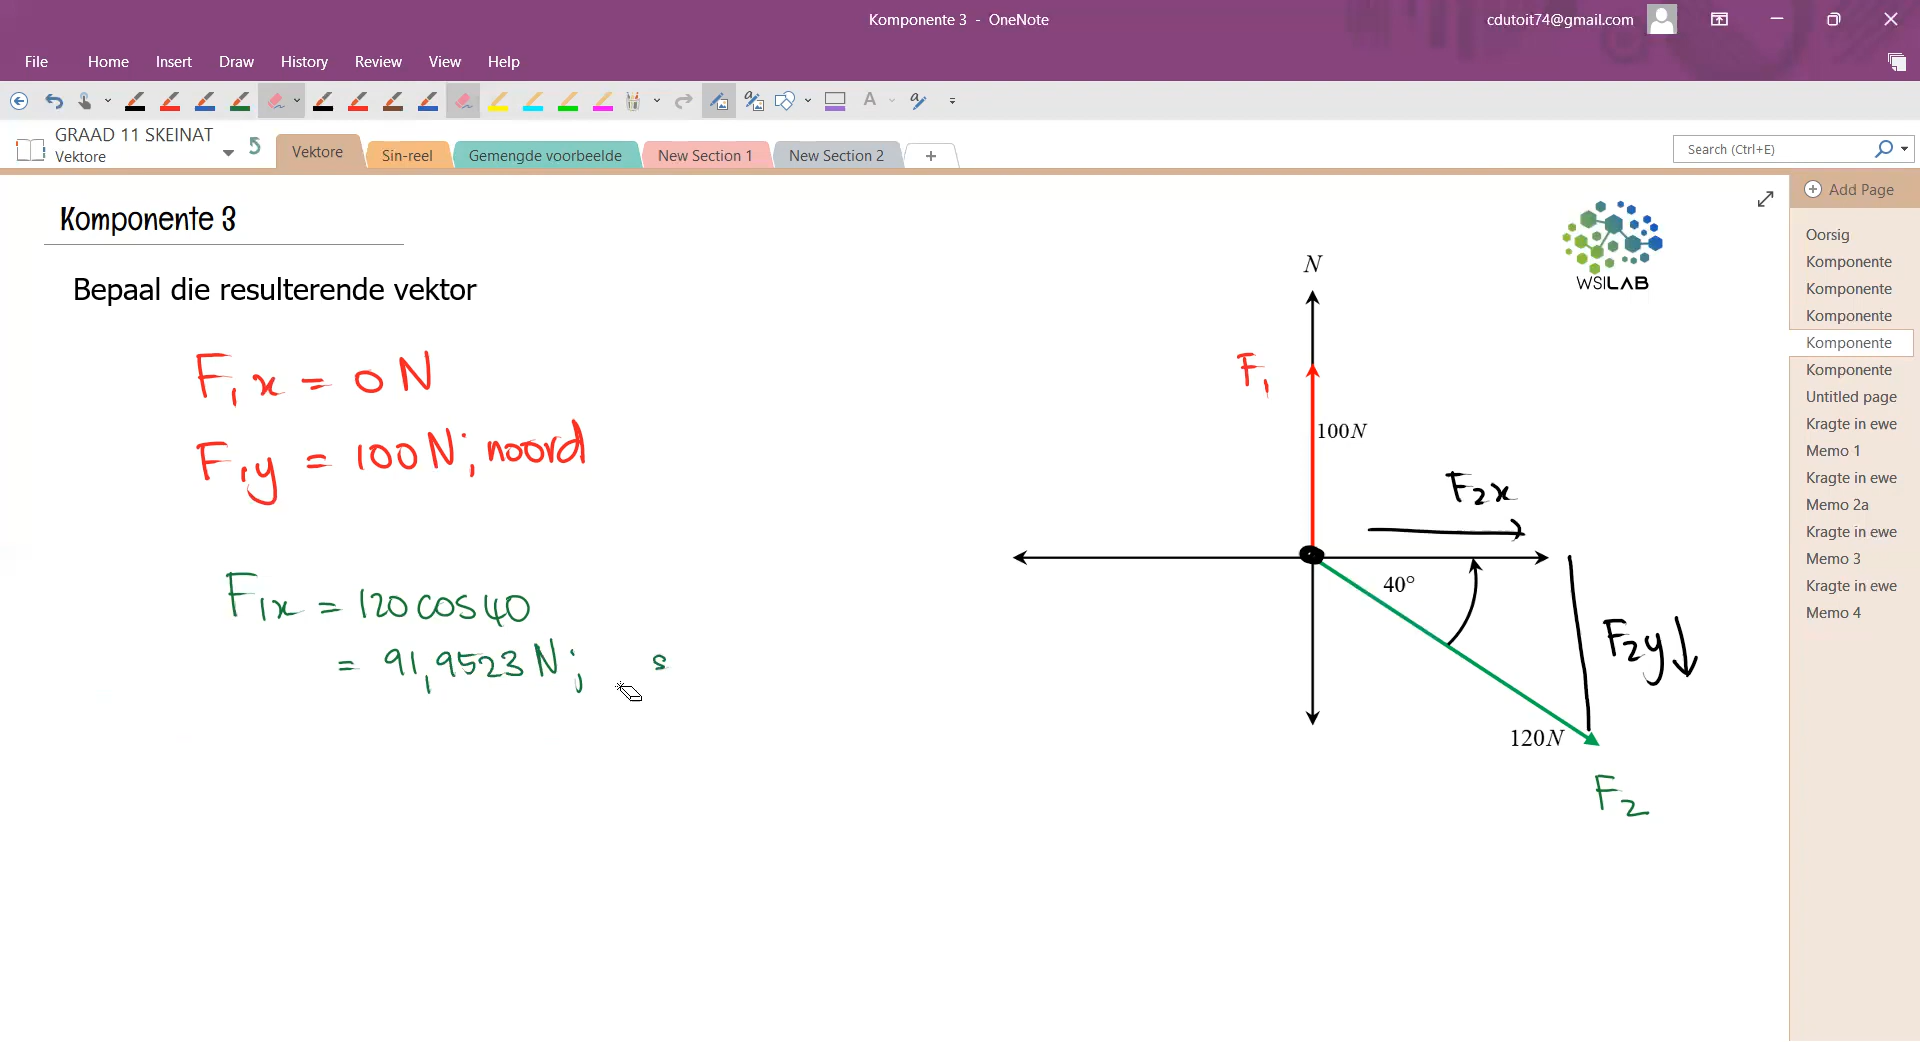 Komponente 3 - OneNote
cdutoit74@gmail.com
File Home Insert Draw History Review View Help
GRAAD 11 SKEINAT
Vektore
Vektore Sin-reel Gemengde voorbeelde New Section 1 New Section 2 +
Search (Ctrl+E)
Add Page
Komponente 3
Bepaal die resulterende vektor
F₁x = 0 N
F₁y = 100 N; noord
F₁x = 120 cos 40
= 91,9523 N; s
N
F₁
100N
F₂x
40°
F₂y
120N
F₂
WSILAB
Oorsig
Komponente
Komponente
Komponente
Komponente
Komponente
Untitled page
Kragte in ewe
Memo 1
Kragte in ewe
Memo 2a
Kragte in ewe
Memo 3
Kragte in ewe
Memo 4